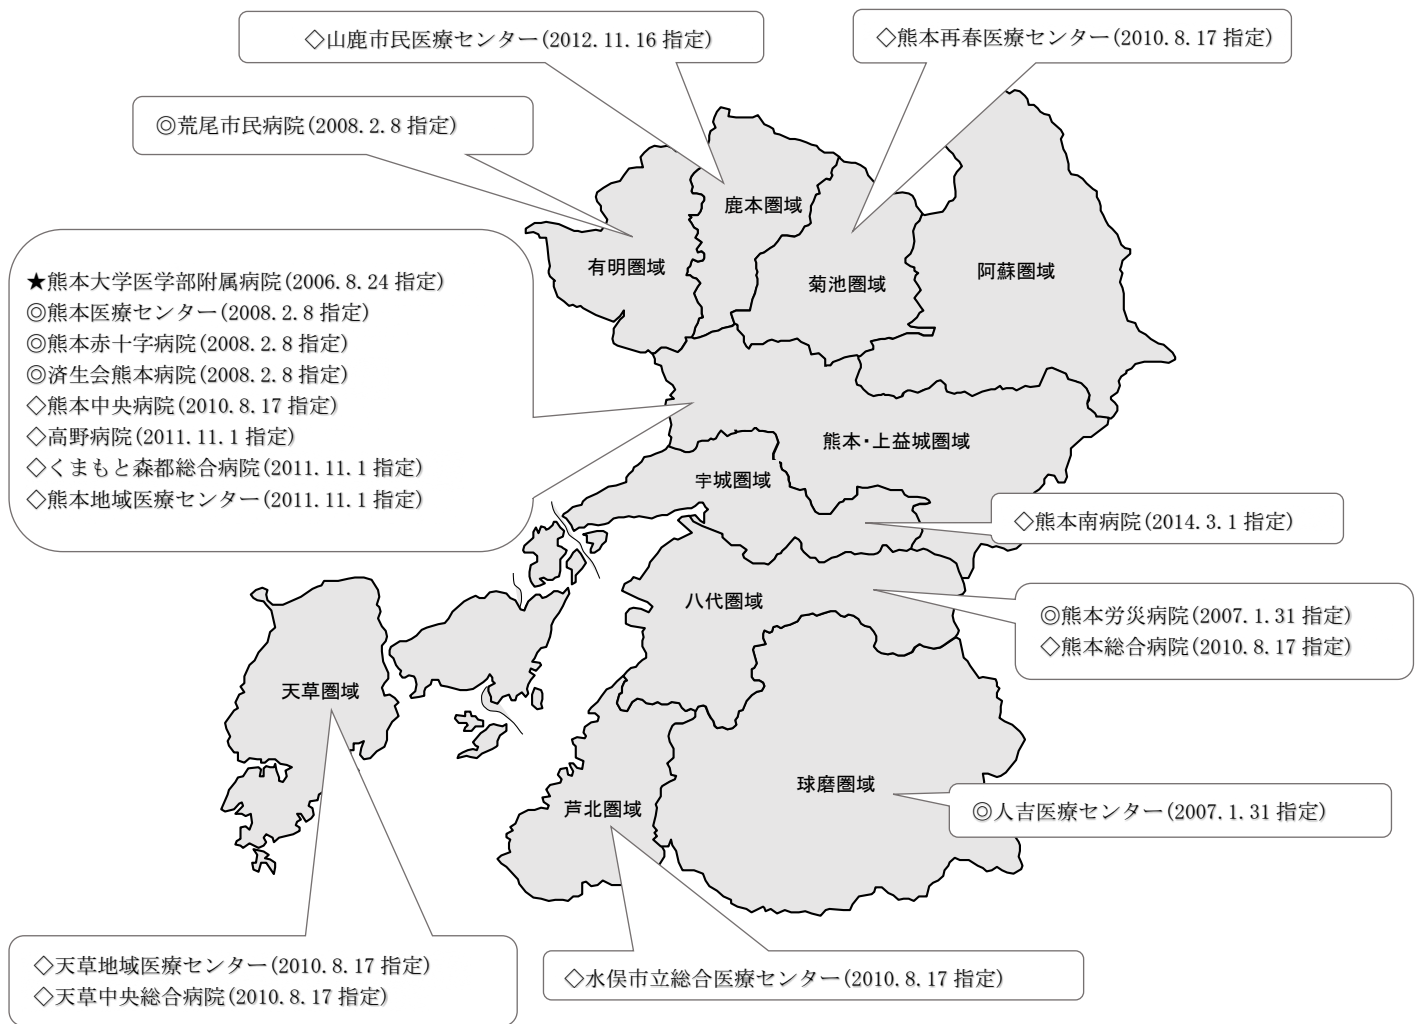 ◇山鹿市民医療センター(2012.11.16 指定)
◇熊本再春医療センター(2010.8.17 指定)
◎荒尾市民病院(2008.2.8 指定)
鹿本圏域
有明圏域
菊池圏域
阿蘇圏域
★熊本大学医学部附属病院(2006.8.24 指定)
◎熊本医療センター(2008.2.8 指定)
◎熊本赤十字病院(2008.2.8 指定)
◎済生会熊本病院(2008.2.8 指定)
◇熊本中央病院(2010.8.17 指定)
◇高野病院(2011.11.1 指定)
◇くまもと森都総合病院(2011.11.1 指定)
◇熊本地域医療センター(2011.11.1 指定)
熊本・上益城圏域
宇城圏域
◇熊本南病院(2014.3.1 指定)
八代圏域
◎熊本労災病院(2007.1.31 指定)
◇熊本総合病院(2010.8.17 指定)
天草圏域
球磨圏域
芦北圏域
◎人吉医療センター(2007.1.31 指定)
◇天草地域医療センター(2010.8.17 指定)
◇天草中央総合病院(2010.8.17 指定)
◇水俣市立総合医療センター(2010.8.17 指定)